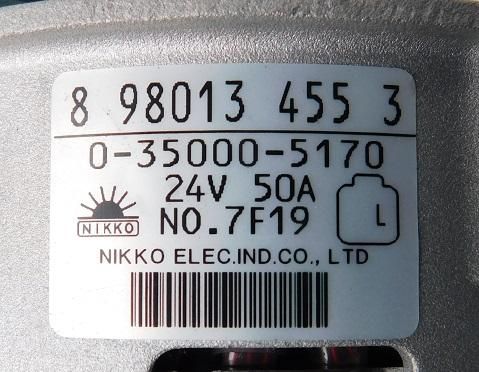 8 98013 455 3
0-35000-5170
24V 50A
NO.7F19
L
NIKKO
NIKKO ELEC.IND.CO., LTD